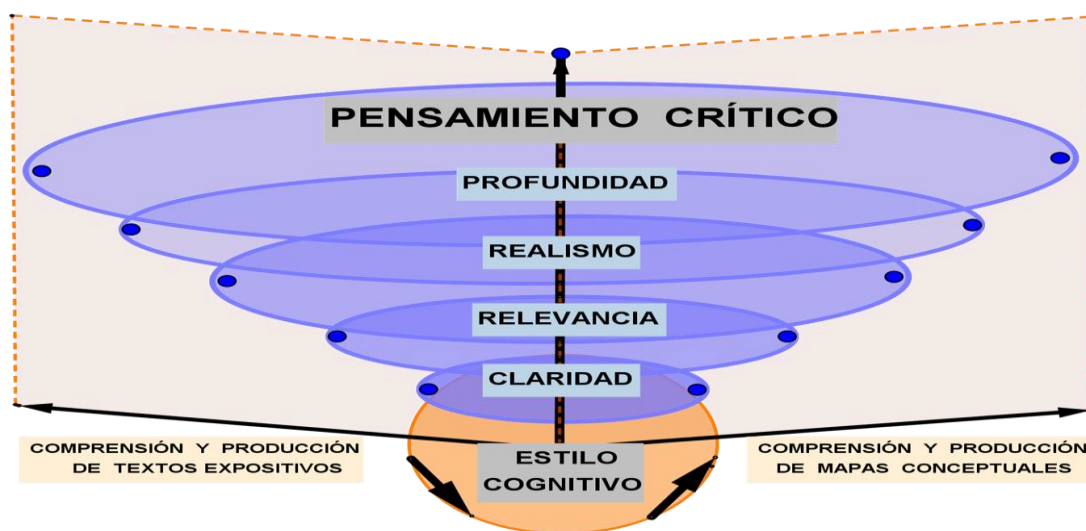 PENSAMIENTO CRÍTICO
PROFUNDIDAD
REALISMO
RELEVANCIA
CLARIDAD
COMPRENSIÓN Y PRODUCCIÓN
DE TEXTOS EXPOSITIVOS
ESTILO
COGNITIVO
COMPRENSIÓN Y PRODUCCIÓN
DE MAPAS CONCEPTUALES